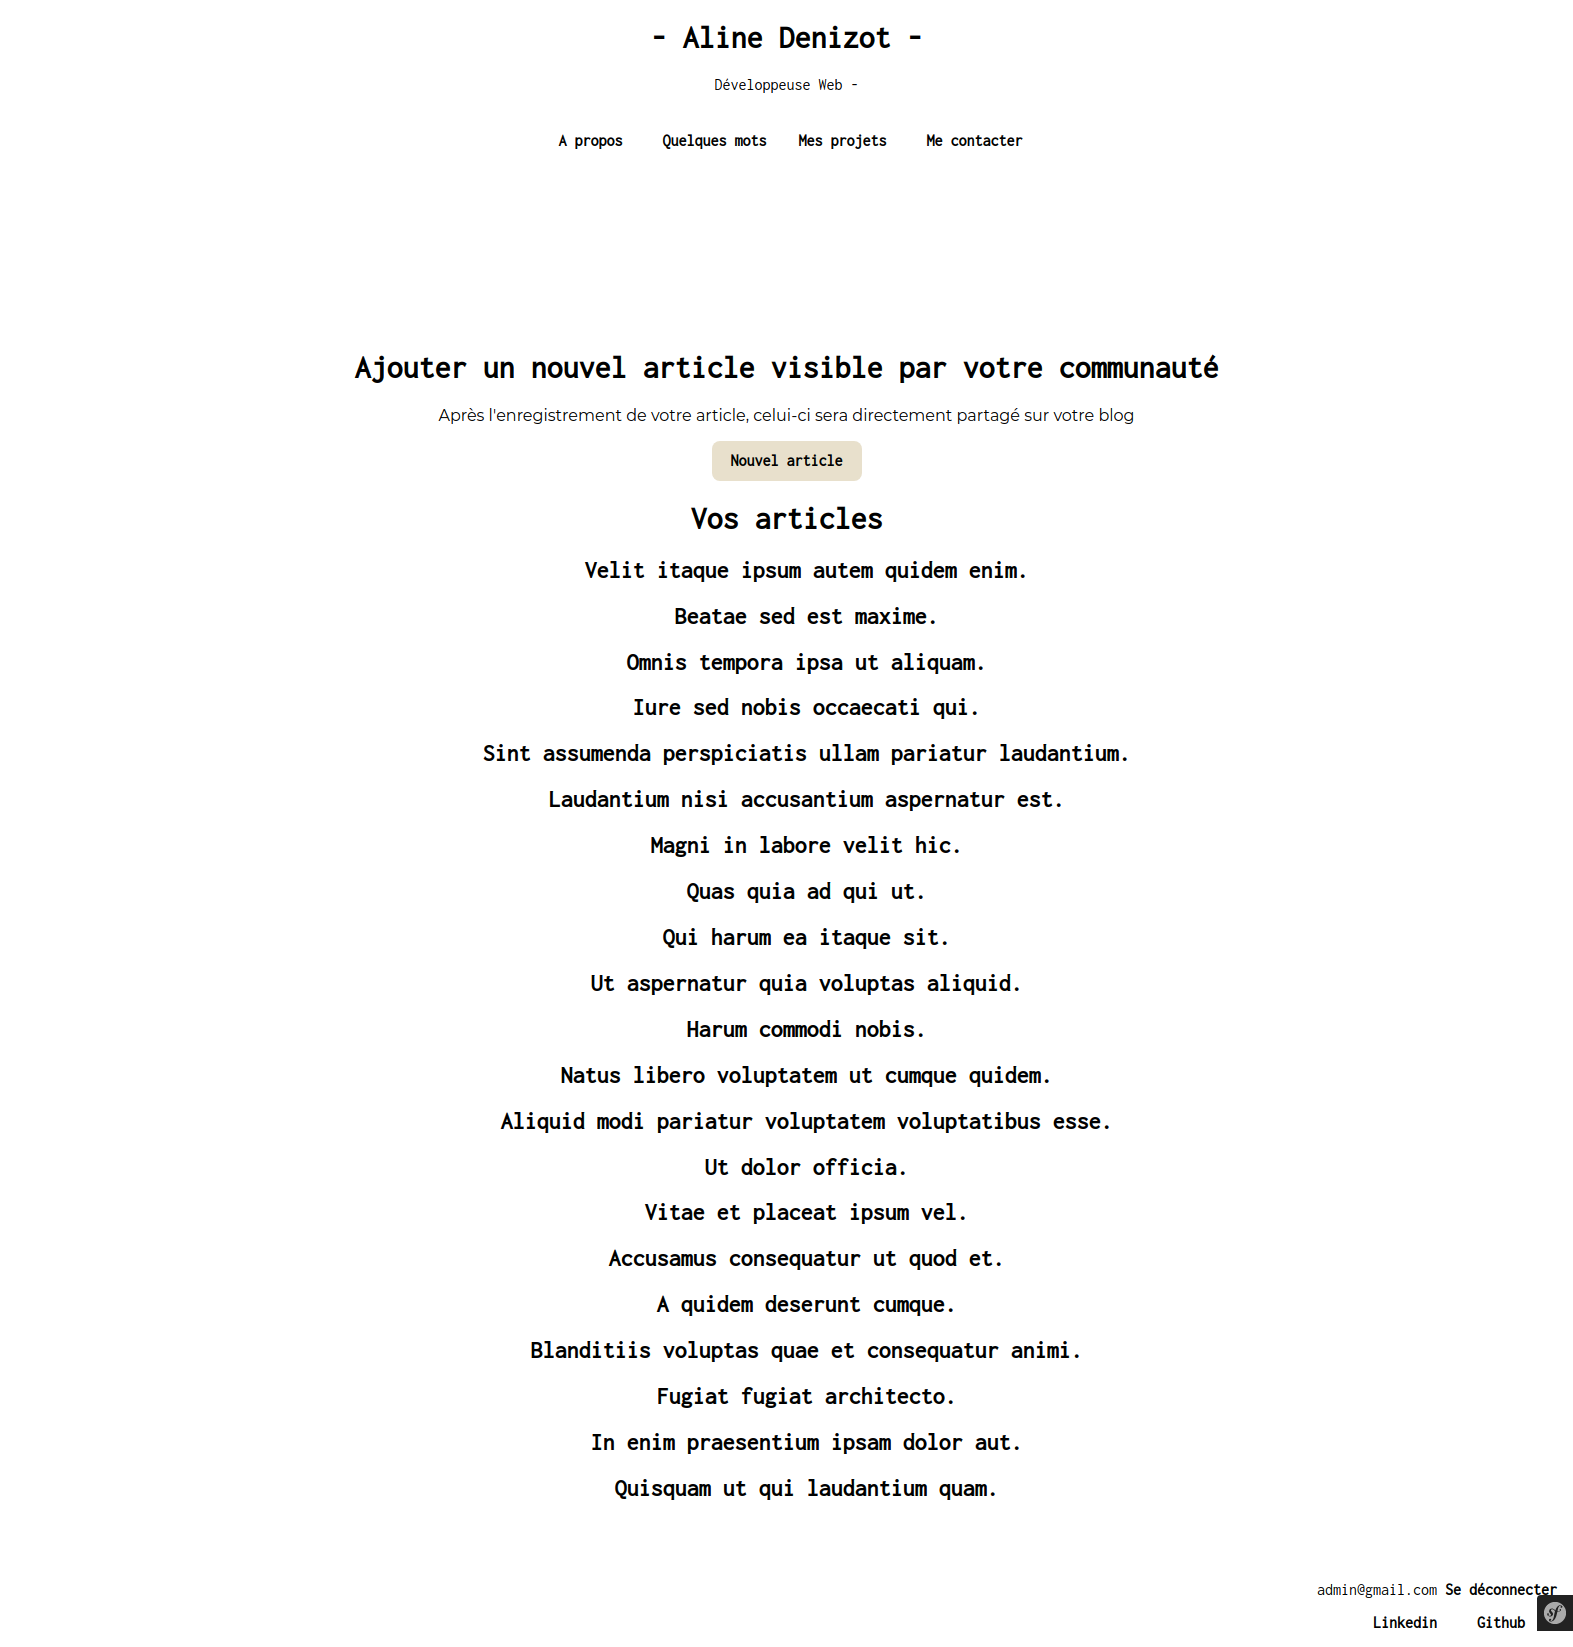 - Aline Denizot -
Développeuse Web -
A propos Quelques mots Mes projets Me contacter
Ajouter un nouvel article visible par votre communauté
Après l'enregistrement de votre article, celui-ci sera directement partagé sur votre blog
Nouvel article
Vos articles
Velit itaque ipsum autem quidem enim.
Beatae sed est maxime.
Omnis tempora ipsa ut aliquam.
Iure sed nobis occaecati qui.
Sint assumenda perspiciatis ullam pariatur laudantium.
Laudantium nisi accusantium aspernatur est.
Magni in labore velit hic.
Quas quia ad qui ut.
Qui harum ea itaque sit.
Ut aspernatur quia voluptas aliquid.
Harum commodi nobis.
Natus libero voluptatem ut cumque quidem.
Aliquid modi pariatur voluptatem voluptatibus esse.
Ut dolor officia.
Vitae et placeat ipsum vel.
Accusamus consequatur ut quod et.
A quidem deserunt cumque.
Blanditiis voluptas quae et consequatur animi.
Fugiat fugiat architecto.
In enim praesentium ipsam dolor aut.
Quisquam ut qui laudantium quam.
admin@gmail.com Se déconnecter
Linkedin Github
sf